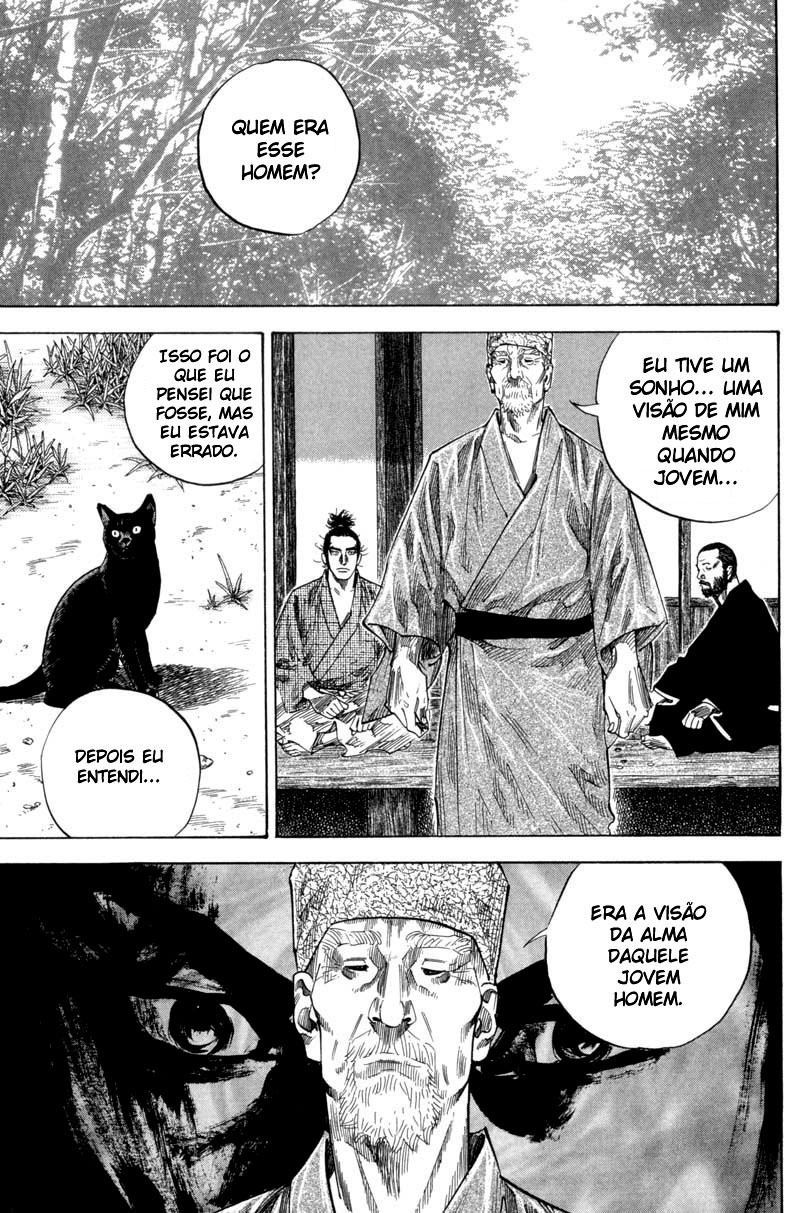 QUEM ERA
ESSE
HOMEM?
EU TIVE UM
SONHO... UMA
VISÃO DE MIM
MESMO
QUANDO
JOVEM...
ISSO FOI O
QUE EU
PENSEI QUE
FOSSE, MAS
EU ESTAVA
ERRADO.
DEPOIS EU
ENTENDI...
ERA A VISÃO
DA ALMA
DAQUELE
JOVEM
HOMEM.